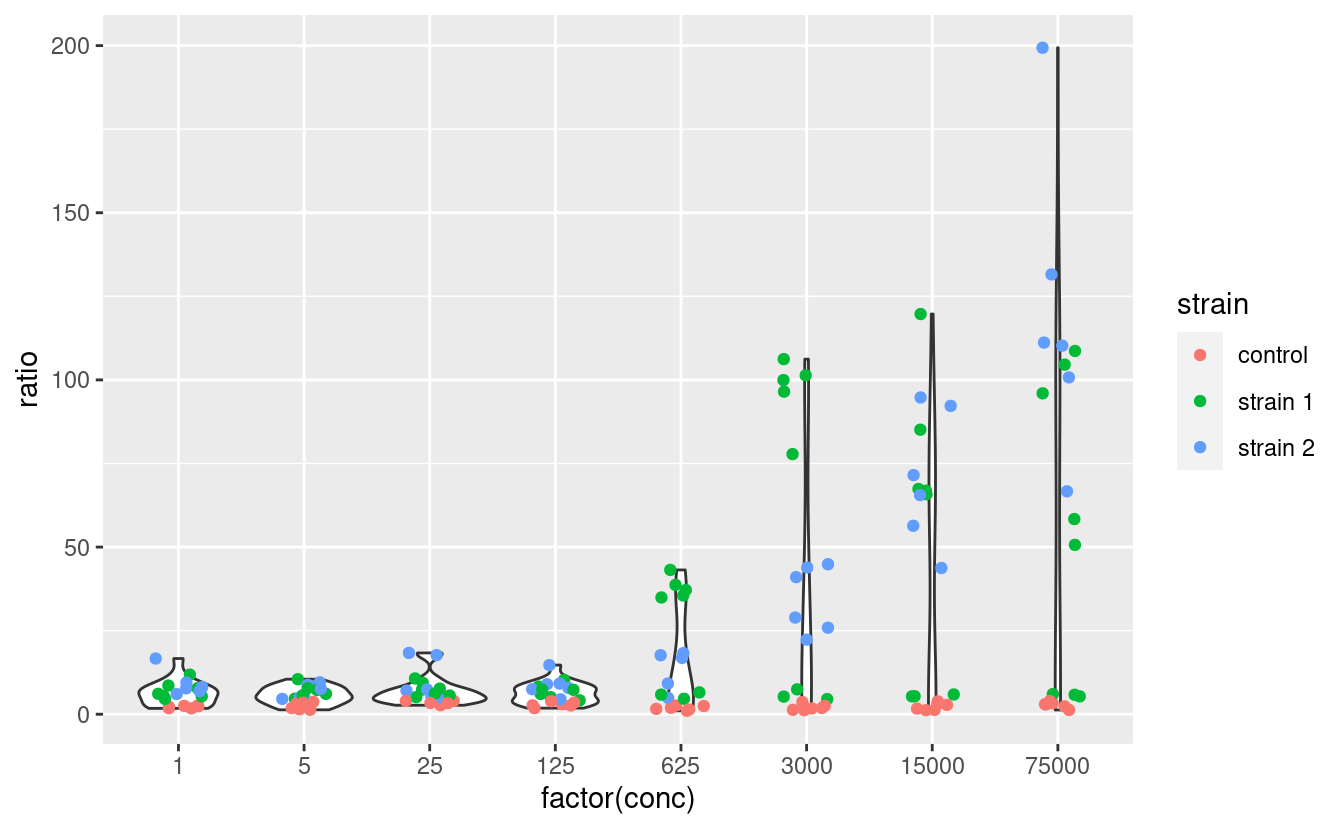 200
150
100
50
0
ratio
1 5 25 125 625 3000 15000 75000
factor(conc)
strain
control
strain 1
strain 2